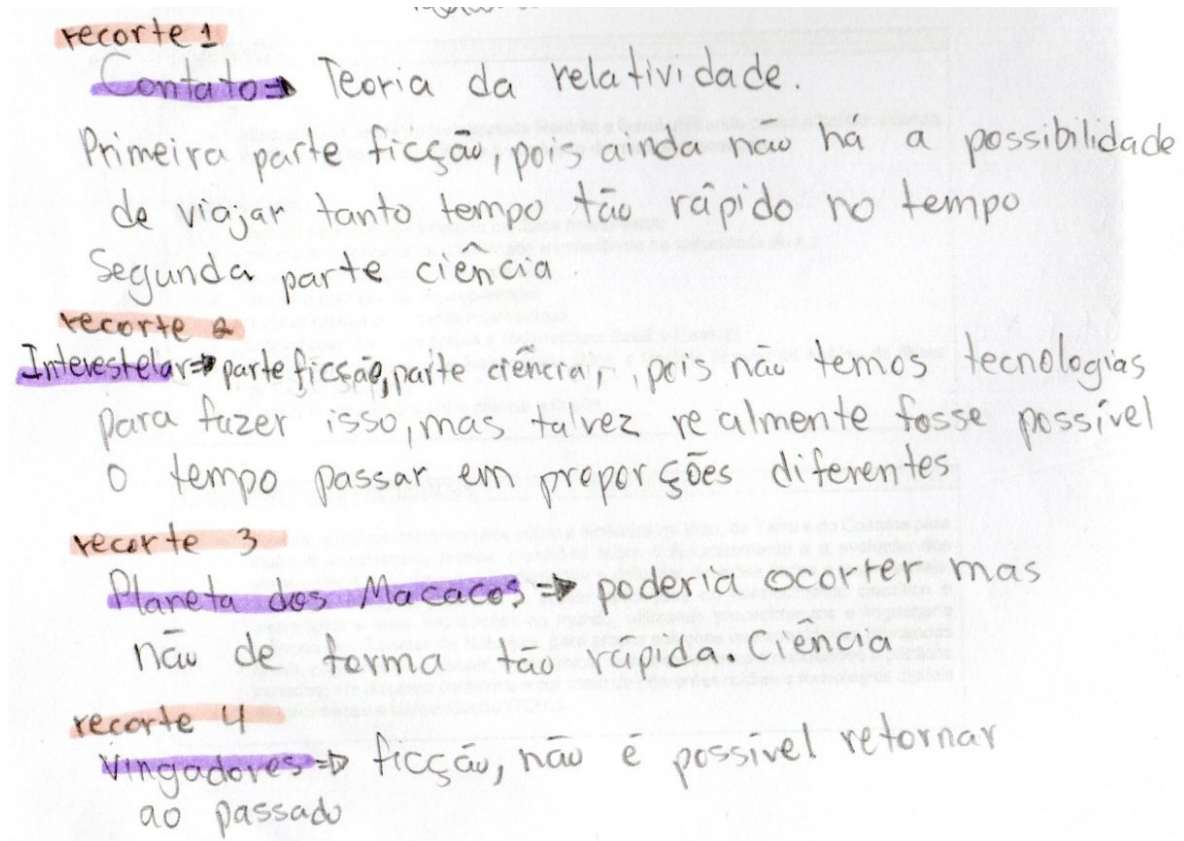 recorte 1
Contato⇒ Teoria da relatividade.
Primeira parte ficção, pois ainda não há a possibilidade
de viajar tanto tempo tão rápido no tempo
Segunda parte ciência.
recorte 2
Interestelar⇒ parte ficsão, parte ciência, , pois não temos tecnologias
para fazer isso, mas talvez realmente fosse possível
o tempo passar em proporções diferentes
recorte 3
Planeta dos Macacos ⇒ poderia ocorrer mas
não de forma tão rápida. Ciência
recorte 4
Vingadores ⇒ ficção, não é possível retornar
ao passado